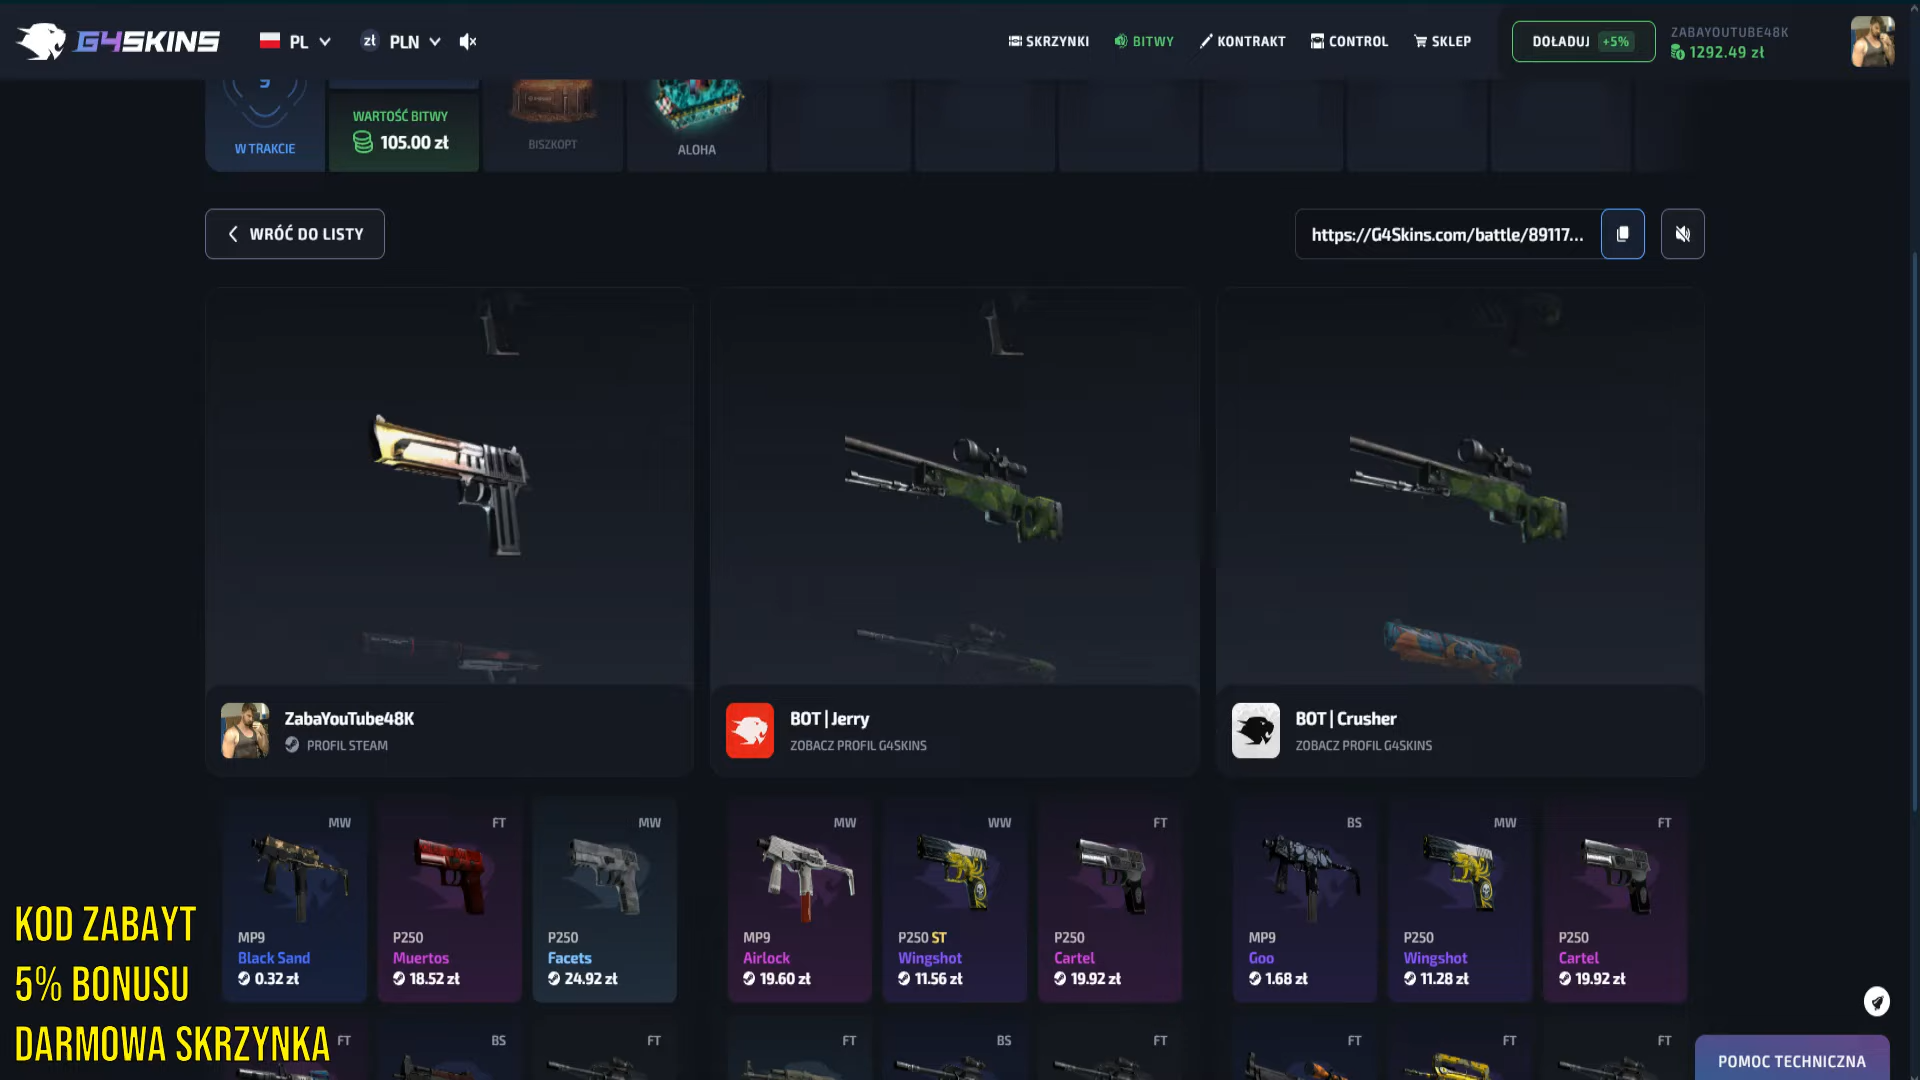 G4SKINS
PL
zł PLN
SKRZYNKI
BITWY
KONTRAKT
CONTROL
SKLEP
DOŁADUJ +5%
ZABAYOUTUBE48K
1292.49 zł
9
W TRAKCIE
WARTOŚĆ BITWY
105.00 zł
BISZKOPT
ALOHA
WRÓĆ DO LISTY
https://G4Skins.com/battle/89117...
ZabaYouTube48K
PROFIL STEAM
BOT | Jerry
ZOBACZ PROFIL G4SKINS
BOT | Crusher
ZOBACZ PROFIL G4SKINS
MW
MP9
Black Sand
0.32 zł
FT
P250
Muertos
18.52 zł
MW
P250
Facets
24.92 zł
MW
MP9
Airlock
19.60 zł
WW
P250 ST
Wingshot
11.56 zł
FT
P250
Cartel
19.92 zł
BS
MP9
Goo
1.68 zł
MW
P250
Wingshot
11.28 zł
FT
P250
Cartel
19.92 zł
FT
BS
FT
FT
BS
FT
FT
FT
FT
KOD ZABAYT
5% BONUSU
DARMOWA SKRZYNKA
POMOC TECHNICZNA